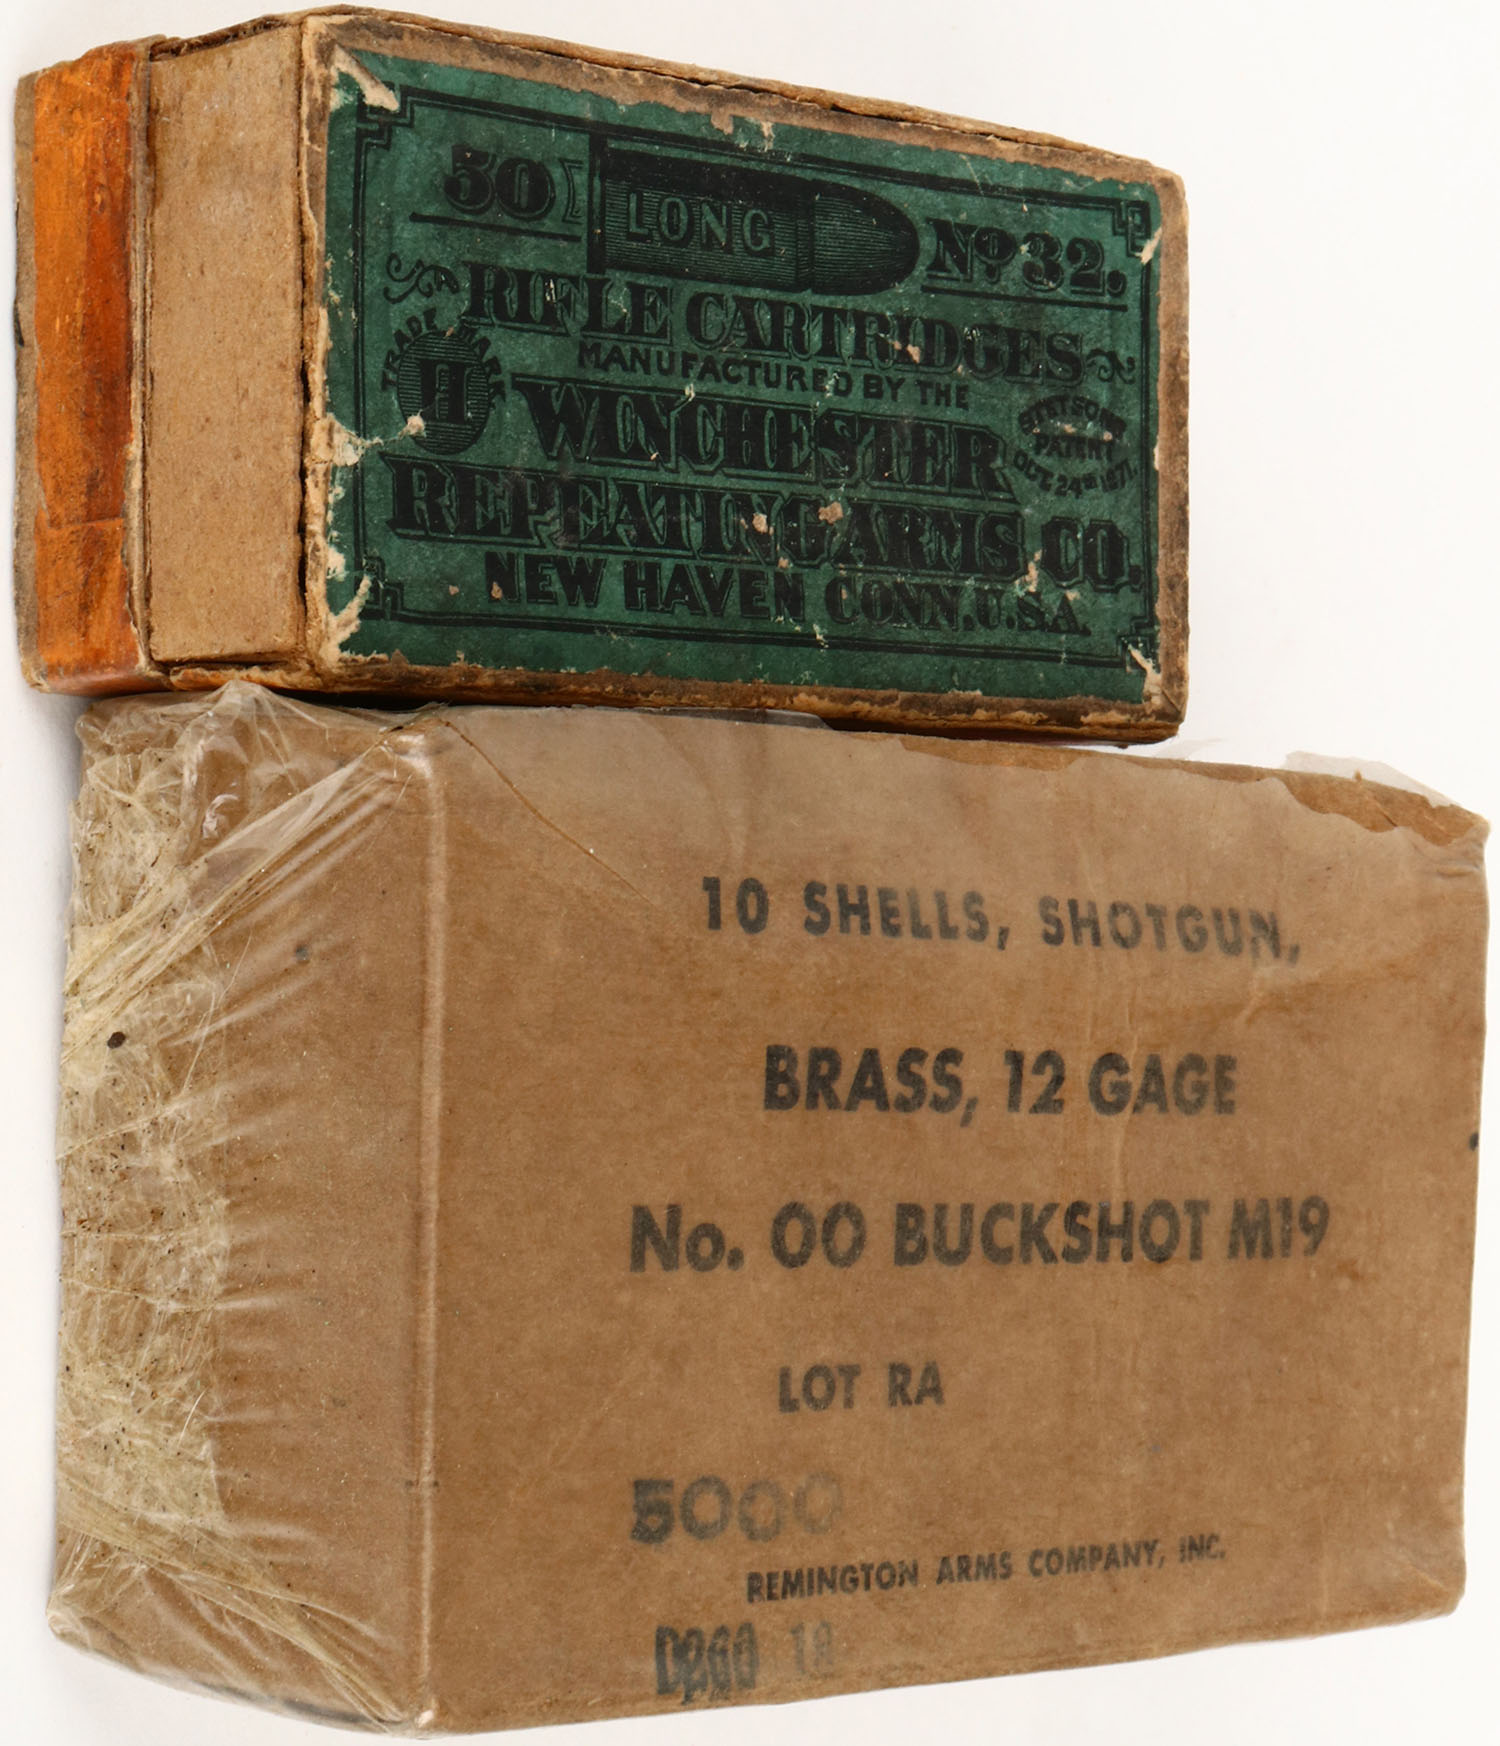 50 LONG No 32.
RIFLE CARTRIDGES
MANUFACTURED BY THE
TRADE MARK
H
WINCHESTER
STETSON'S
PATENT
OCT. 24TH 1871.
REPEATING ARMS CO.
NEW HAVEN CONN. U.S.A.
10 SHELLS, SHOTGUN,
BRASS, 12 GAGE
No. 00 BUCKSHOT M19
LOT RA
5000
REMINGTON ARMS COMPANY, INC.
18